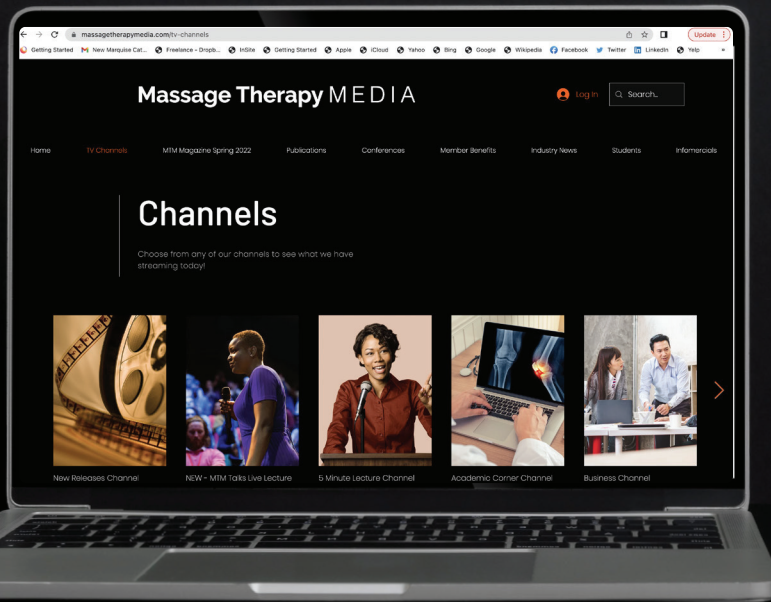 massagetherapymedia.com/tv-channels
Update
Getting Started New Marquise Cat... Freelance - Dropb... InSite Getting Started Apple iCloud Yahoo Bing Google Wikipedia Facebook Twitter LinkedIn Yelp »
Massage Therapy MEDIA
Log In
Search...
Home TV Channels MTM Magazine Spring 2022 Publications Conferences Member Benefits Industry News Students Infomercials
Channels
Choose from any of our channels to see what we have
streaming today!
New Releases Channel NEW - MTM Talks Live Lecture 5 Minute Lecture Channel Academic Corner Channel Business Channel